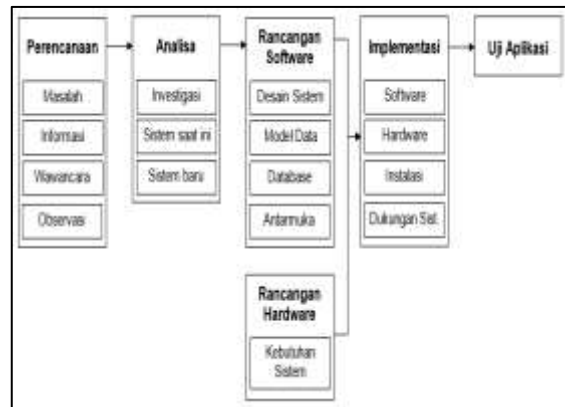 Perencanaan
Masalah
Informasi
Wawancara
Observasi
Analisa
Investigasi
Sistem saat ini
Sistem baru
Rancangan
Software
Desain Sistem
Model Data
Database
Antarmuka
Rancangan
Hardware
Kebutuhan
Sistem
Implementasi
Software
Hardware
Instalasi
Dukungan Sist.
Uji Aplikasi